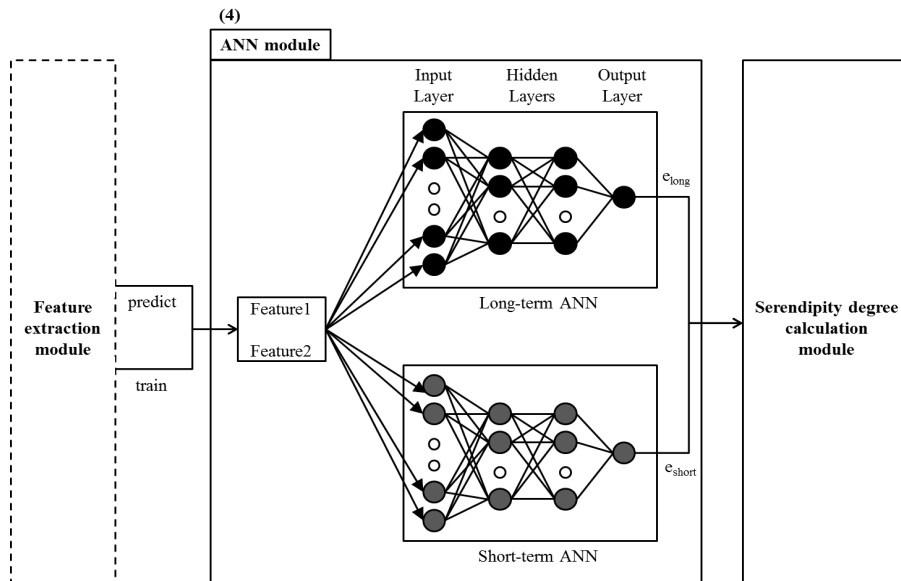 (4)
ANN module
Input
Layer
Hidden
Layers
Output
Layer
e_long
Long-term ANN
Feature
extraction
module
predict
train
Feature1
Feature2
Serendipity degree
calculation
module
e_short
Short-term ANN